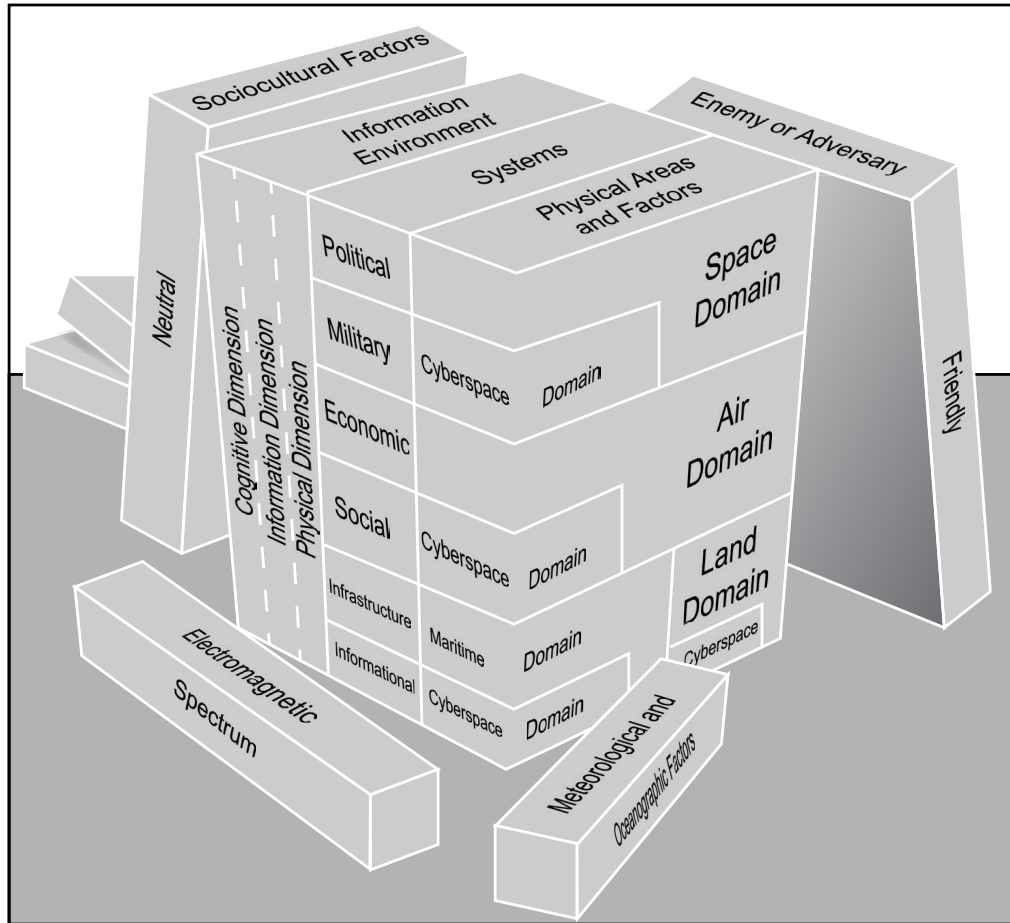 Sociocultural Factors
Neutral
Information
Environment
Systems
Physical Areas
and Factors
Enemy or Adversary
Friendly
Cognitive Dimension
Information Dimension
Physical Dimension
Political
Military
Economic
Social
Infrastructure
Informational
Space
Domain
Cyberspace Domain
Air
Domain
Cyberspace Domain
Land
Domain
Cyberspace
Maritime Domain
Cyberspace Domain
Electromagnetic
Spectrum
Meteorological and
Oceanographic Factors